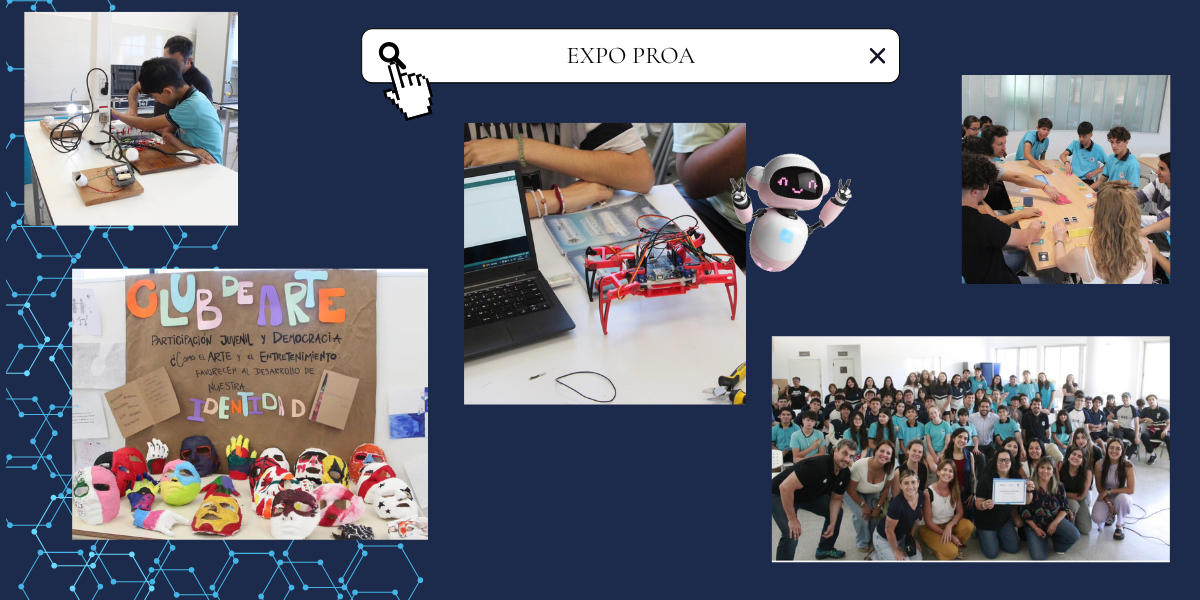 EXPO PROA
CLUB DE ARTE
PARTICIPACIÓN JUVENIL Y DEMOCRACIA
¿CÓMO EL ARTE Y EL ENTRETENIMIENTO
FAVORECEN AL DESARROLLO DE
NUESTRA
IDENTIDAD